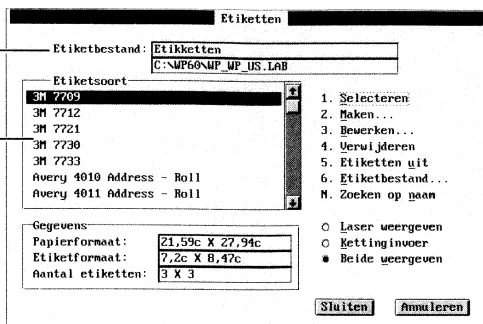 Etiketten
Etiketbestand: Etikketten
C:\WP60\WP_WP_US.LAB
Etiketsoort
3M 7709
3M 7712
3M 7721
3M 7730
3M 7733
Avery 4010 Address - Roll
Avery 4011 Address - Roll
1. Selecteren
2. Maken...
3. Bewerken...
4. Verwijderen
5. Etiketten uit
6. Etiketbestand...
N. Zoeken op naam
Gegevens
Papierformaat: 21,59c X 27,94c
Etiketformaat: 7,2c X 8,47c
Aantal etiketten: 3 X 3
Laser weergeven
Kettinginvoer
Beide weergeven
Sluiten Annuleren